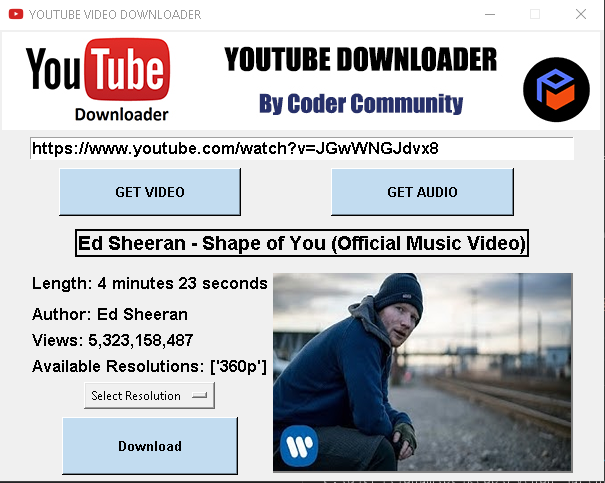 YOUTUBE VIDEO DOWNLOADER
YouTube
Downloader
YOUTUBE DOWNLOADER
By Coder Community
https://www.youtube.com/watch?v=JGwWNGJdvx8
GET VIDEO
GET AUDIO
Ed Sheeran - Shape of You (Official Music Video)
Length: 4 minutes 23 seconds
Author: Ed Sheeran
Views: 5,323,158,487
Available Resolutions: ['360p']
Select Resolution
Download